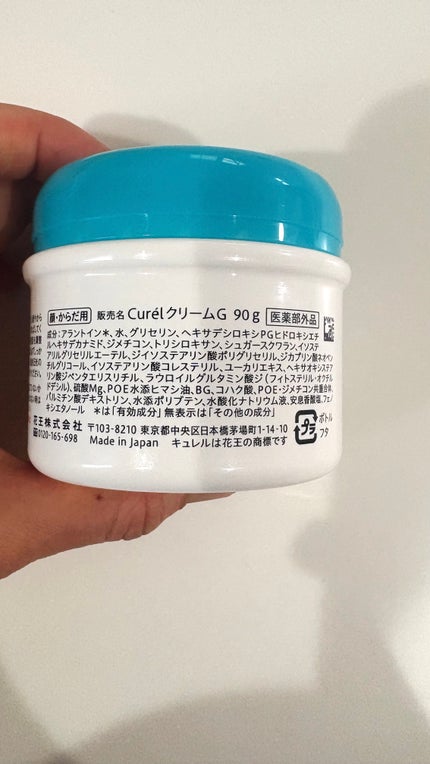 顔・からだ用 販売名 CurélクリームG 90g 医薬部外品
成分:アラントイン*、水、グリセリン、ヘキサデシロキシPGヒドロキシエチ
ルヘキサデカナミド、ジメチコン、トリシロキサン、シュガースクワラン、イソステ
アリルグリセリルエーテル、ジイソステアリン酸ポリグリセリル、ジカプリン酸ネオペン
チルグリコール、イソステアリン酸コレステリル、ユーカリエキス、ヘキサオキシステア
リン酸ジペンタエリスリチル、ラウロイルグルタミン酸ジ(フィトステリル・オクチル
ドデシル)、硫酸Mg、POE水添ヒマシ油、BG、コハク酸、POE・ジメチコン共重合体、
パルミチン酸デキストリン、水添ポリブテン、水酸化ナトリウム液、安息香酸塩、フェノ
キシエタノール *は「有効成分」無表示は「その他の成分」
花王株式会社 〒103-8210 東京都中央区日本橋茅場町1-14-10
0120-165-698 Made in Japan キュレルは花王の商標です
プラ ボトル
フタ